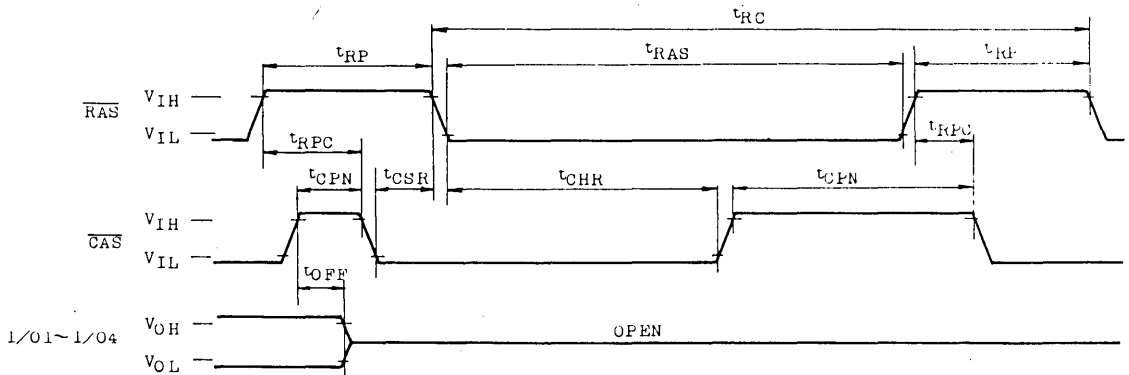 tRC
tRP tRAS tRP
RAS VIH
VIL
tRPC tRPC
tCPN tCSR tCHR tCPN
CAS VIH
VIL
tOFF
I/O1~I/O4 VOH
OPEN
VOL